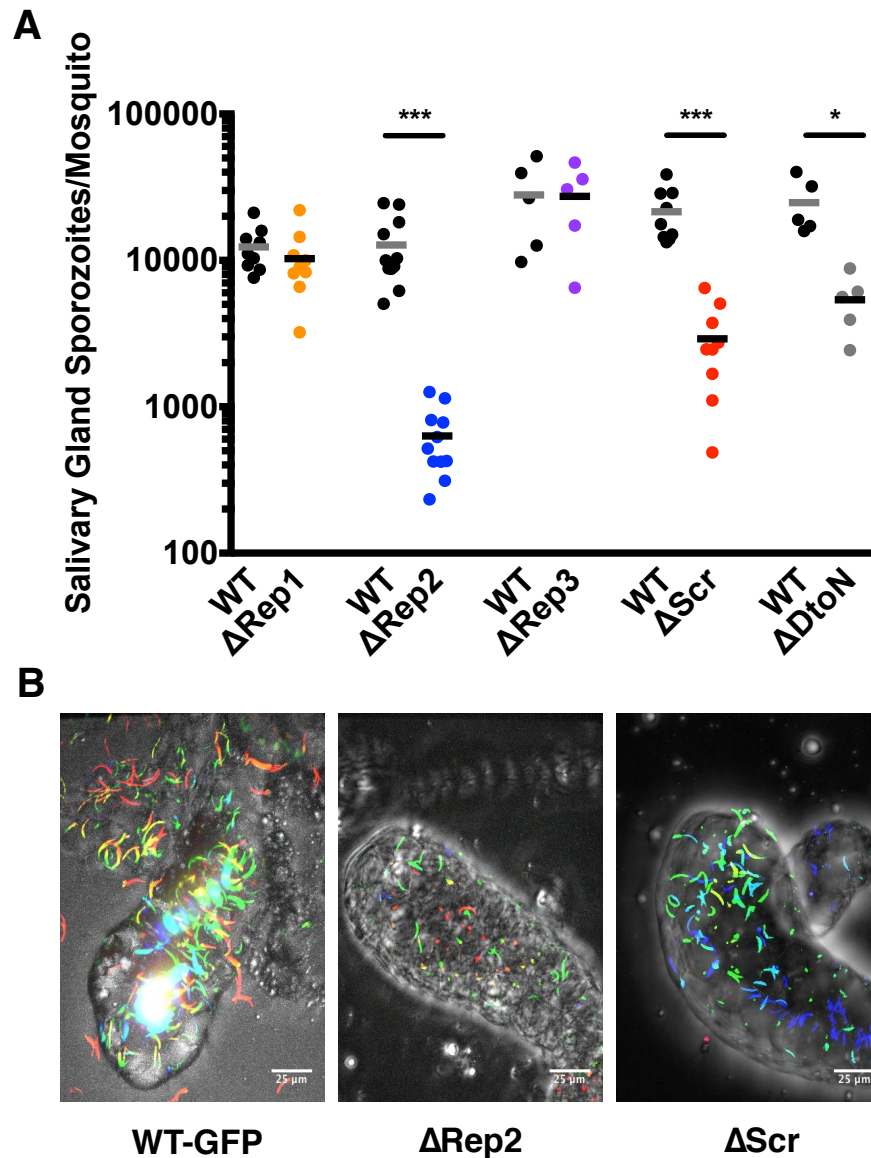 A
Salivary Gland Sporozoites/Mosquito
100000
10000
1000
100
***
***
*
WT
ΔRep1
WT
ΔRep2
WT
ΔRep3
WT
ΔScr
WT
ΔDtoN
B
25 µm
25 µm
25 µm
WT-GFP
ΔRep2
ΔScr